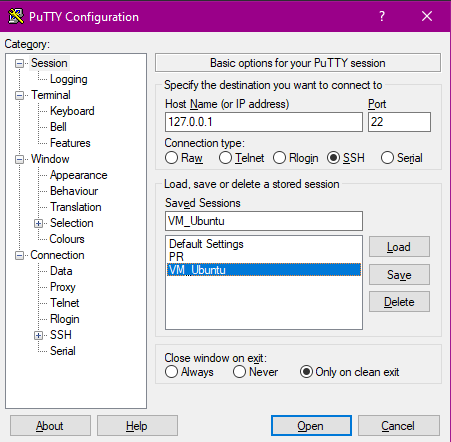 PuTTY Configuration
Category:
Session
Logging
Terminal
Keyboard
Bell
Features
Window
Appearance
Behaviour
Translation
Selection
Colours
Connection
Data
Proxy
Telnet
Rlogin
SSH
Serial
Basic options for your PuTTY session
Specify the destination you want to connect to
Host Name (or IP address) Port
127.0.0.1 22
Connection type:
Raw Telnet Rlogin SSH Serial
Load, save or delete a stored session
Saved Sessions
VM_Ubuntu
Default Settings
PR
VM_Ubuntu
Load
Save
Delete
Close window on exit:
Always Never Only on clean exit
About Help Open Cancel